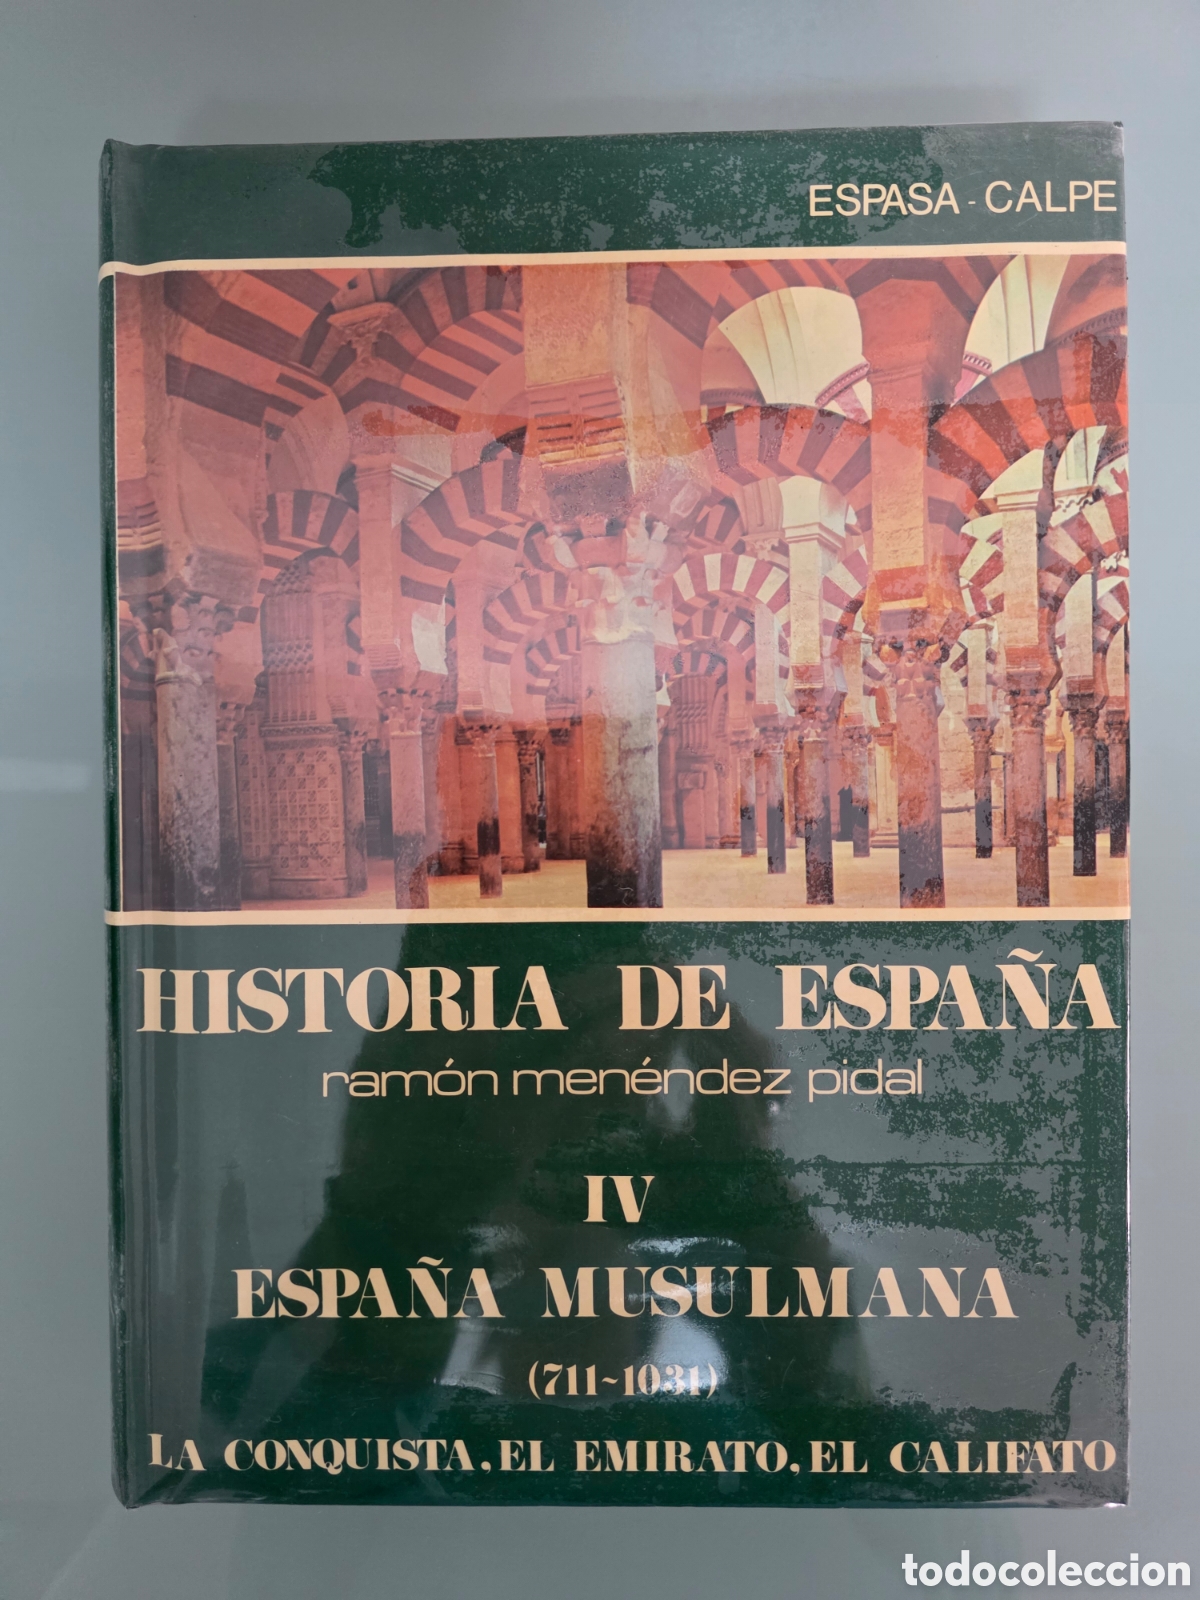 ESPASA - CALPE
HISTORIA DE ESPAÑA
ramón menéndez pidal
IV
ESPAÑA MUSULMANA
(711~1031)
LA CONQUISTA, EL EMIRATO, EL CALIFATO
todocoleccion